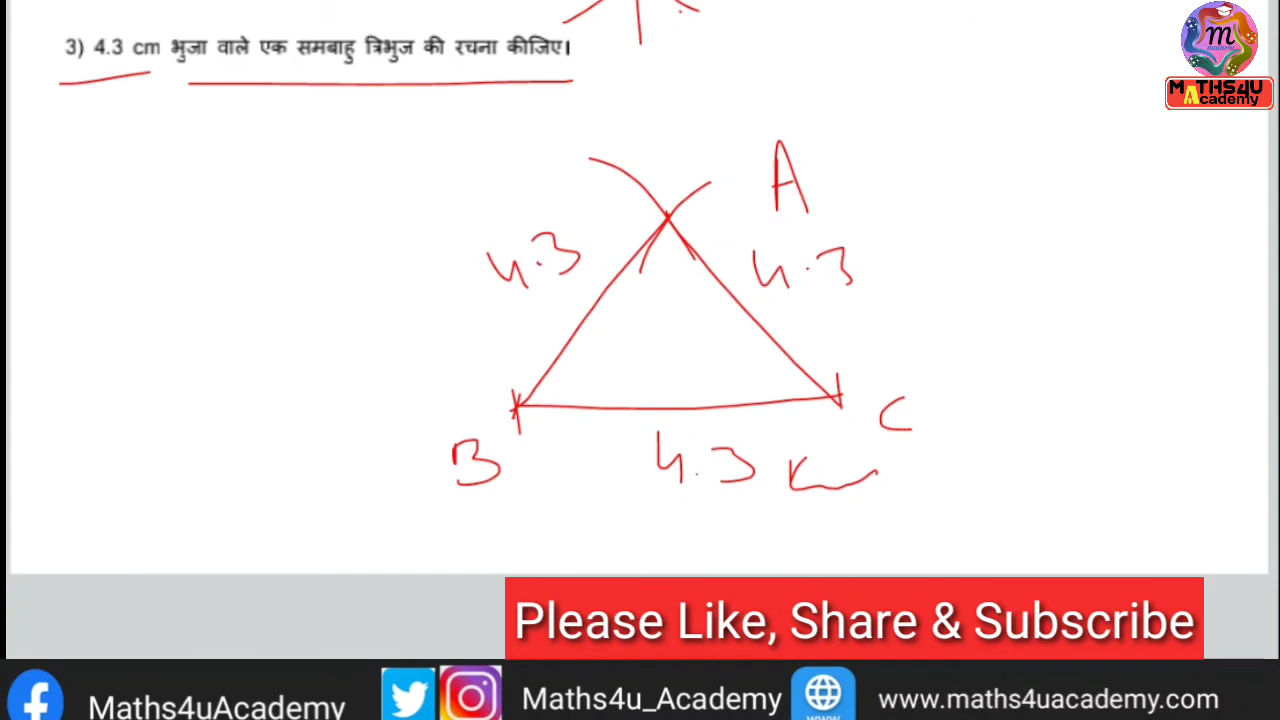 3) 4.3 cm भुजा वाले एक समबाहु त्रिभुज की रचना कीजिए।
m
MATHS4U
Academy
A
4.3
4.3
B
C
4.3
Please Like, Share & Subscribe
Maths4uAcademy
Maths4u_Academy
www
www.maths4uacademy.com